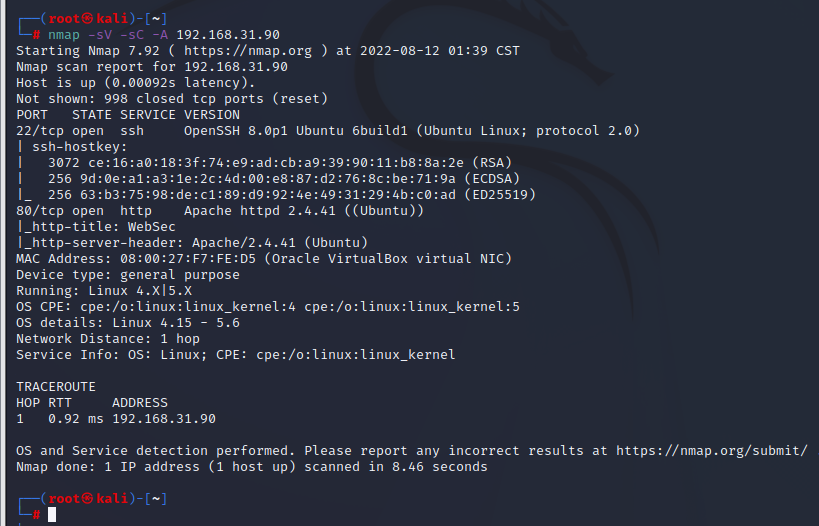 ┌──(root㉿kali)-[~]
└─# nmap -sV -sC -A 192.168.31.90
Starting Nmap 7.92 ( https://nmap.org ) at 2022-08-12 01:39 CST
Nmap scan report for 192.168.31.90
Host is up (0.00092s latency).
Not shown: 998 closed tcp ports (reset)
PORT   STATE SERVICE VERSION
22/tcp open  ssh     OpenSSH 8.0p1 Ubuntu 6build1 (Ubuntu Linux; protocol 2.0)
| ssh-hostkey:
|   3072 ce:16:a0:18:3f:74:e9:ad:cb:a9:39:90:11:b8:8a:2e (RSA)
|   256 9d:0e:a1:a3:1e:2c:4d:00:e8:87:d2:76:8c:be:71:9a (ECDSA)
|_  256 63:b3:75:98:de:c1:89:d9:92:4e:49:31:29:4b:c0:ad (ED25519)
80/tcp open  http    Apache httpd 2.4.41 ((Ubuntu))
|_http-title: WebSec
|_http-server-header: Apache/2.4.41 (Ubuntu)
MAC Address: 08:00:27:F7:FE:D5 (Oracle VirtualBox virtual NIC)
Device type: general purpose
Running: Linux 4.X|5.X
OS CPE: cpe:/o:linux:linux_kernel:4 cpe:/o:linux:linux_kernel:5
OS details: Linux 4.15 - 5.6
Network Distance: 1 hop
Service Info: OS: Linux; CPE: cpe:/o:linux:linux_kernel

TRACEROUTE
HOP RTT     ADDRESS
1   0.92 ms 192.168.31.90

OS and Service detection performed. Please report any incorrect results at https://nmap.org/submit/
Nmap done: 1 IP address (1 host up) scanned in 8.46 seconds

┌──(root㉿kali)-[~]
└─#